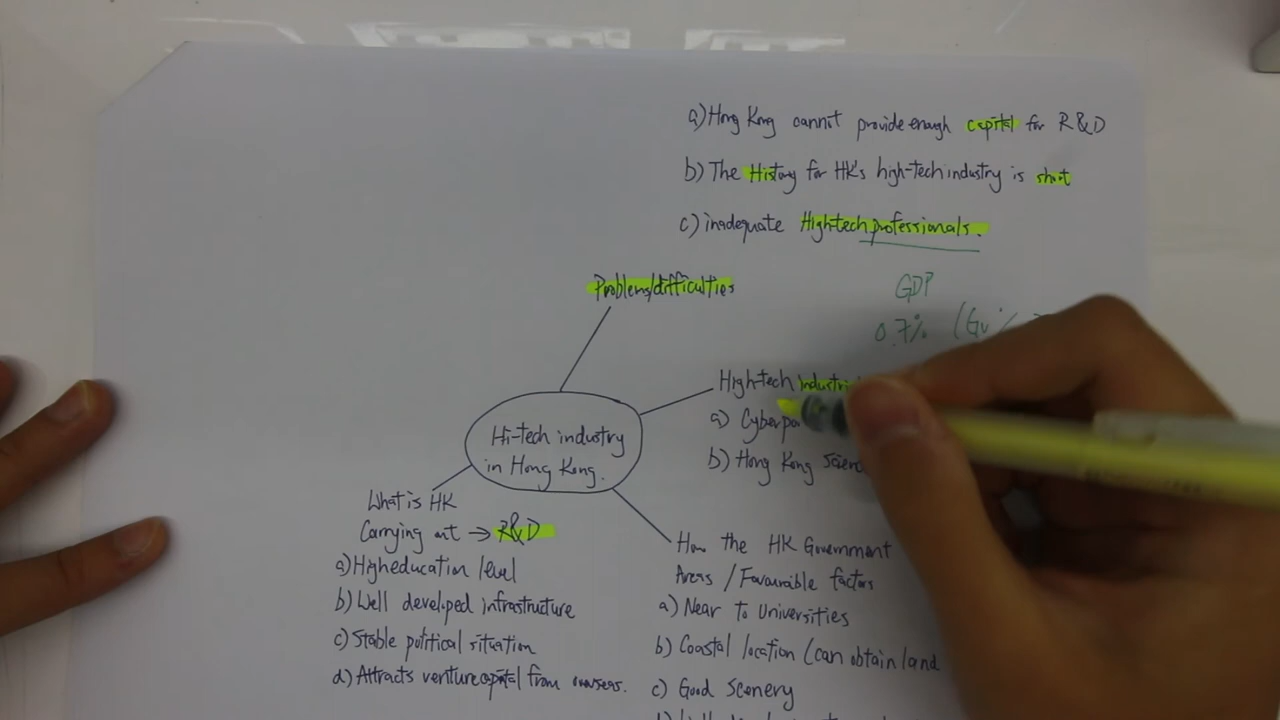 a) Hong Kong cannot provide enough capital for R&D
b) The History for HK's high-tech industry is short
c) inadequate High-tech professionals.
Problems/difficulties
GDP
0.7%
High-tech
a)
b) Hong Kong
Hi-tech industry
in Hong Kong.
What is HK
Carrying out → R&D
a) High education level
b) Well developed infrastructure
c) Stable political situation
d) Attracts venture capital from overseas.
How the HK Government
Areas / Favourable factors
a) Near to Universities
b) Coastal location (can obtain land
c) Good Scenery